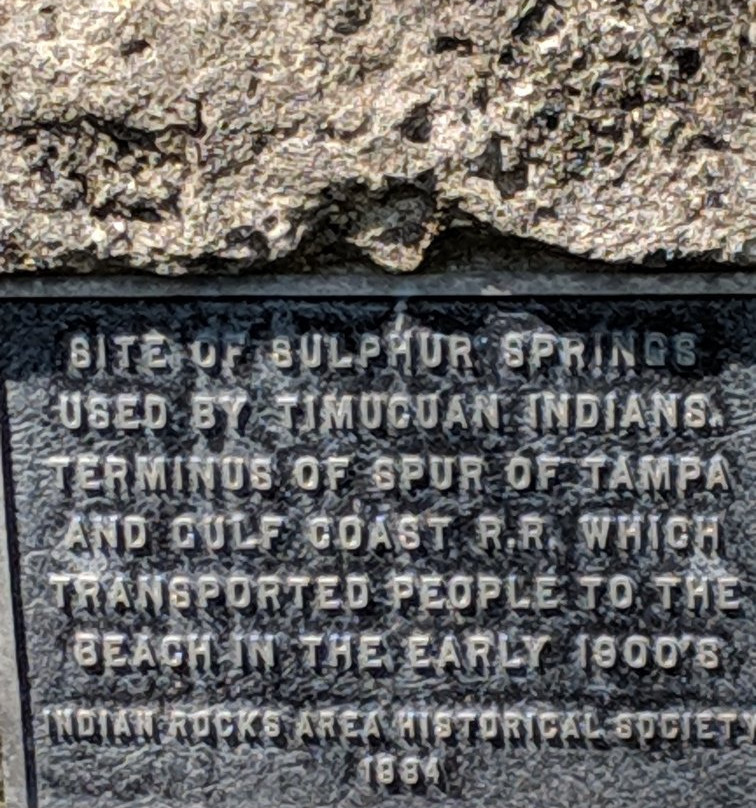 SITE OF SULPHUR SPRINGS
USED BY TIMUCUAN INDIANS.
TERMINUS OF SPUR OF TAMPA
AND GULF COAST R.R. WHICH
TRANSPORTED PEOPLE TO THE
BEACH IN THE EARLY 1900'S
INDIAN ROCKS AREA HISTORICAL SOCIETY
1984